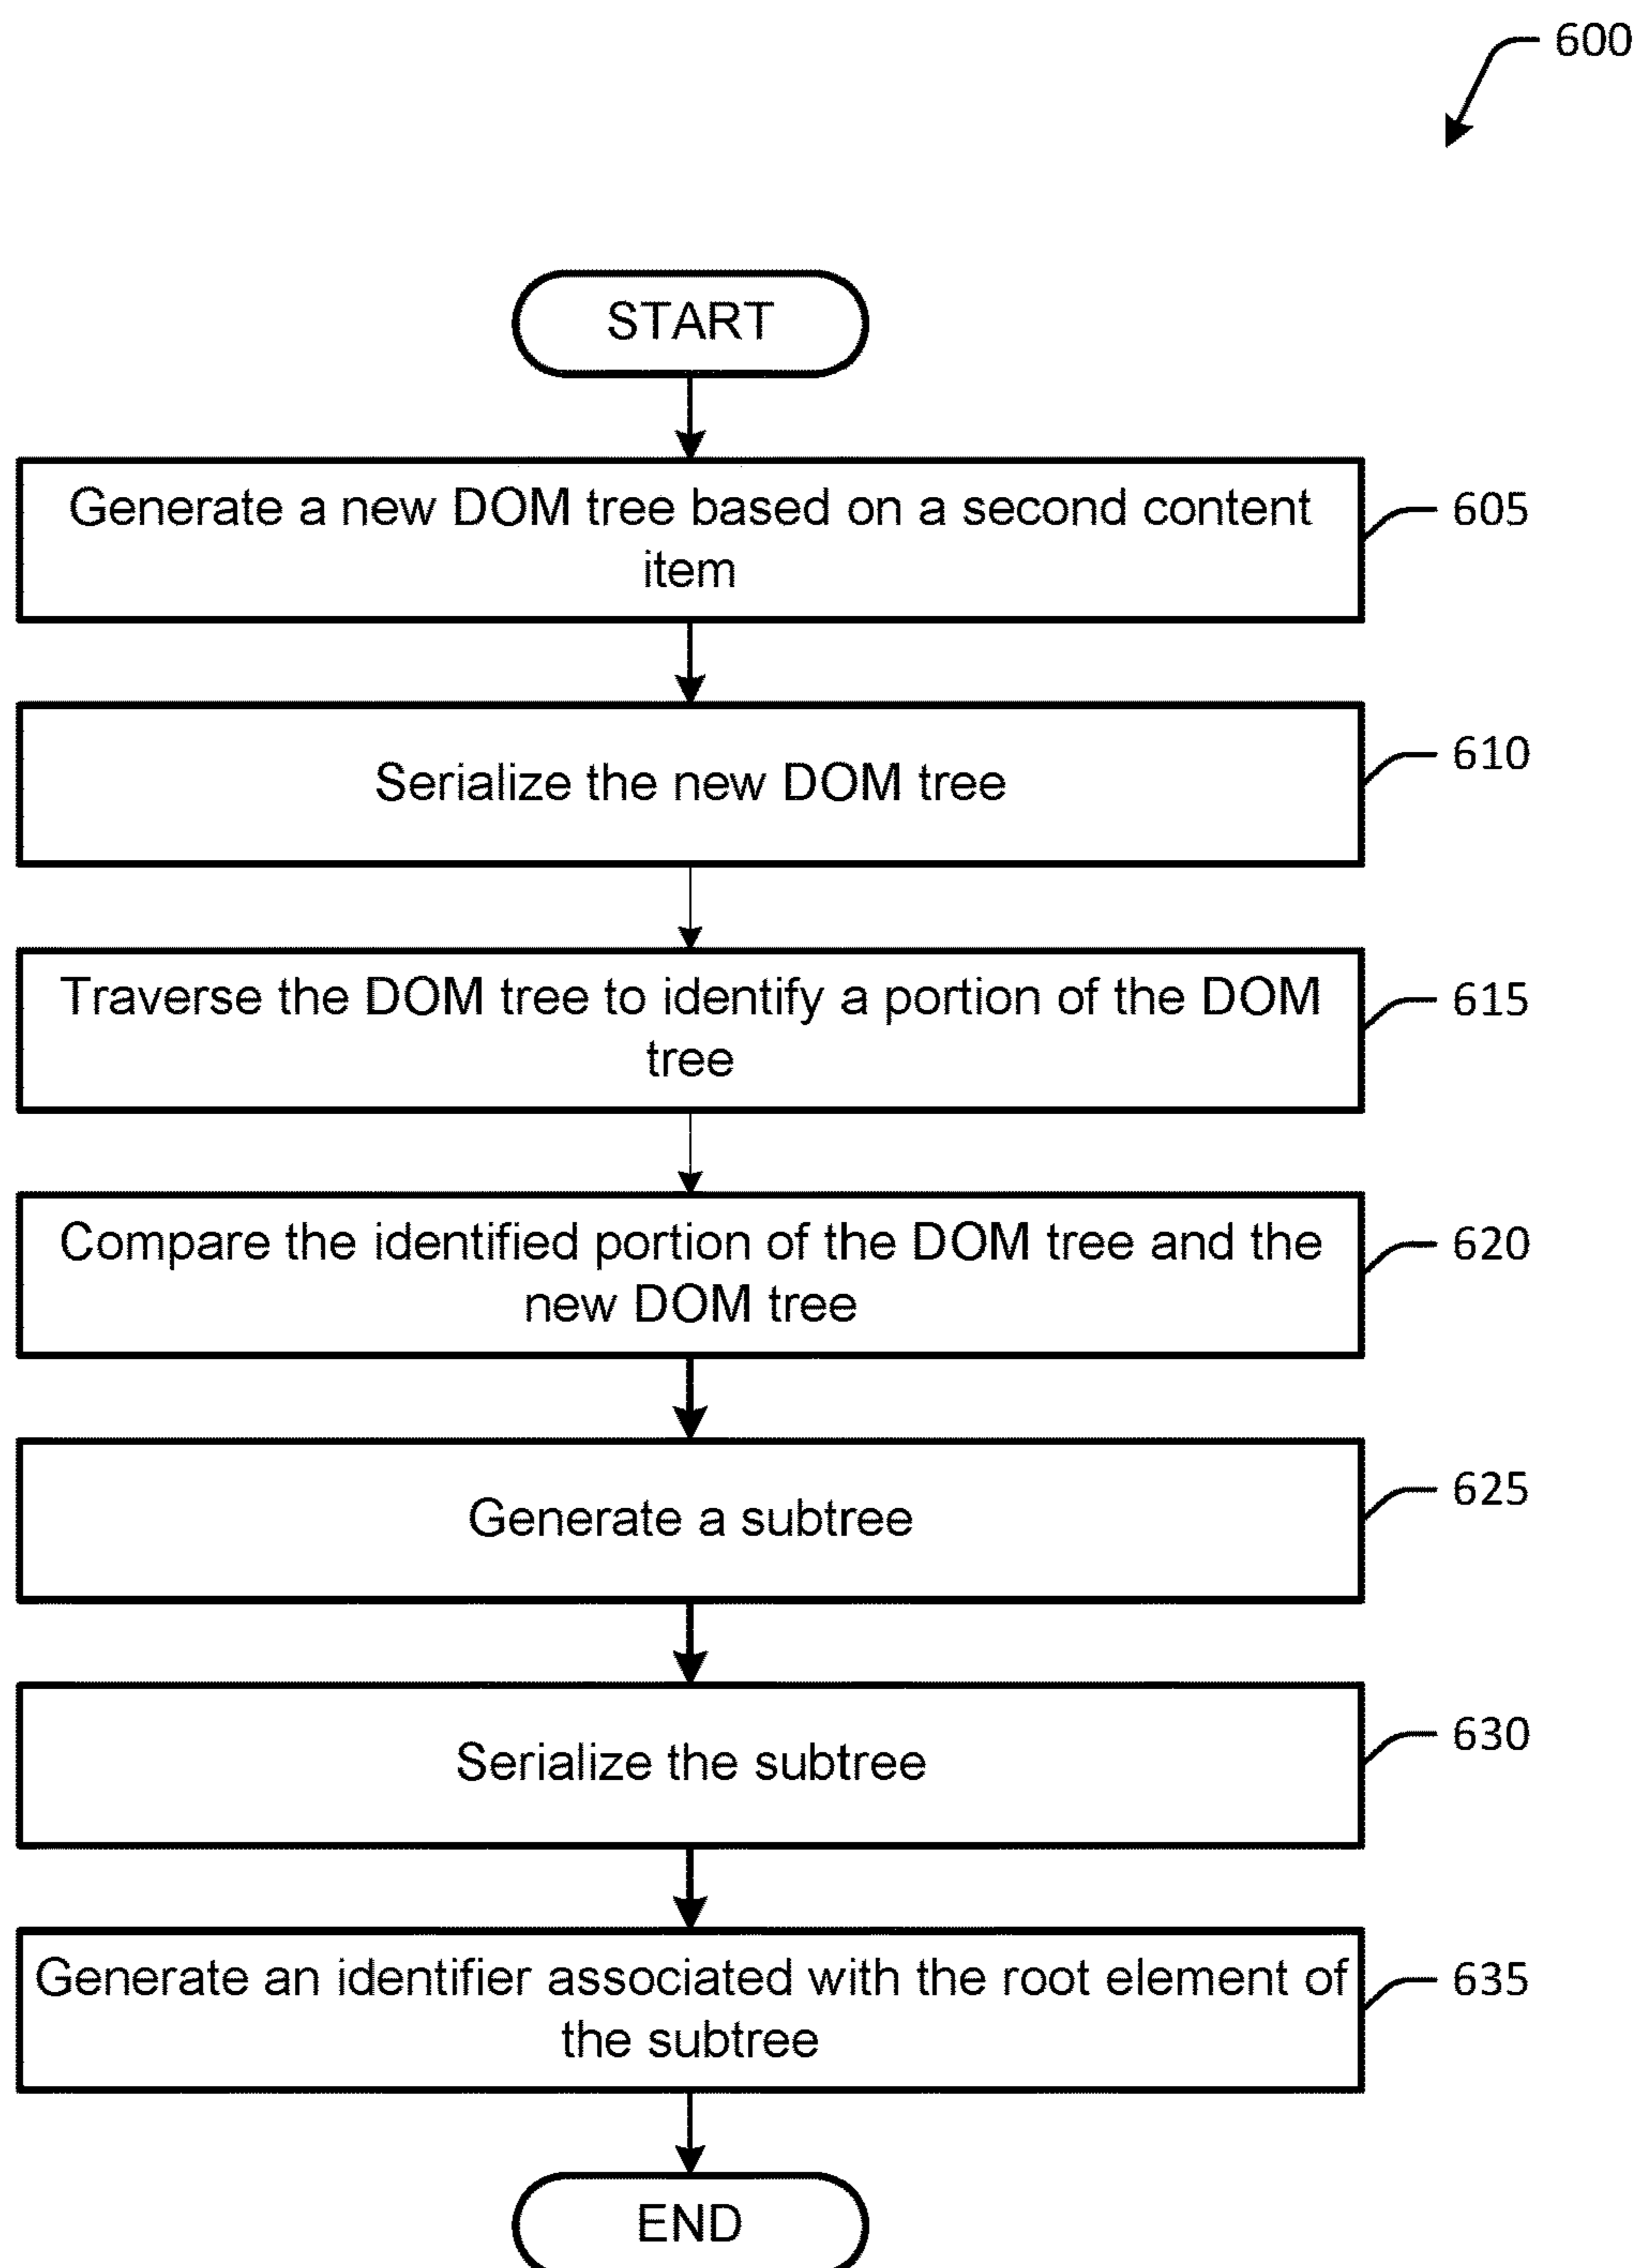 600
START
Generate a new DOM tree based on a second content
item
605
Serialize the new DOM tree
610
Traverse the DOM tree to identify a portion of the DOM
tree
615
Compare the identified portion of the DOM tree and the
new DOM tree
620
Generate a subtree
625
Serialize the subtree
630
Generate an identifier associated with the root element of
the subtree
635
END